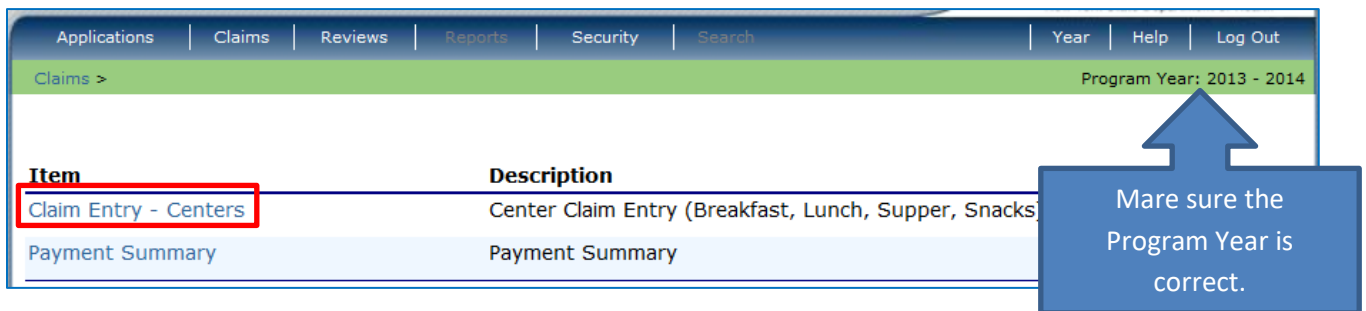 Applications Claims Reviews Reports Security Search Year Help Log Out
Claims > Program Year: 2013 - 2014
Item Description
Claim Entry - Centers Center Claim Entry (Breakfast, Lunch, Supper, Snacks)
Payment Summary Payment Summary
Mare sure the
Program Year is
correct.